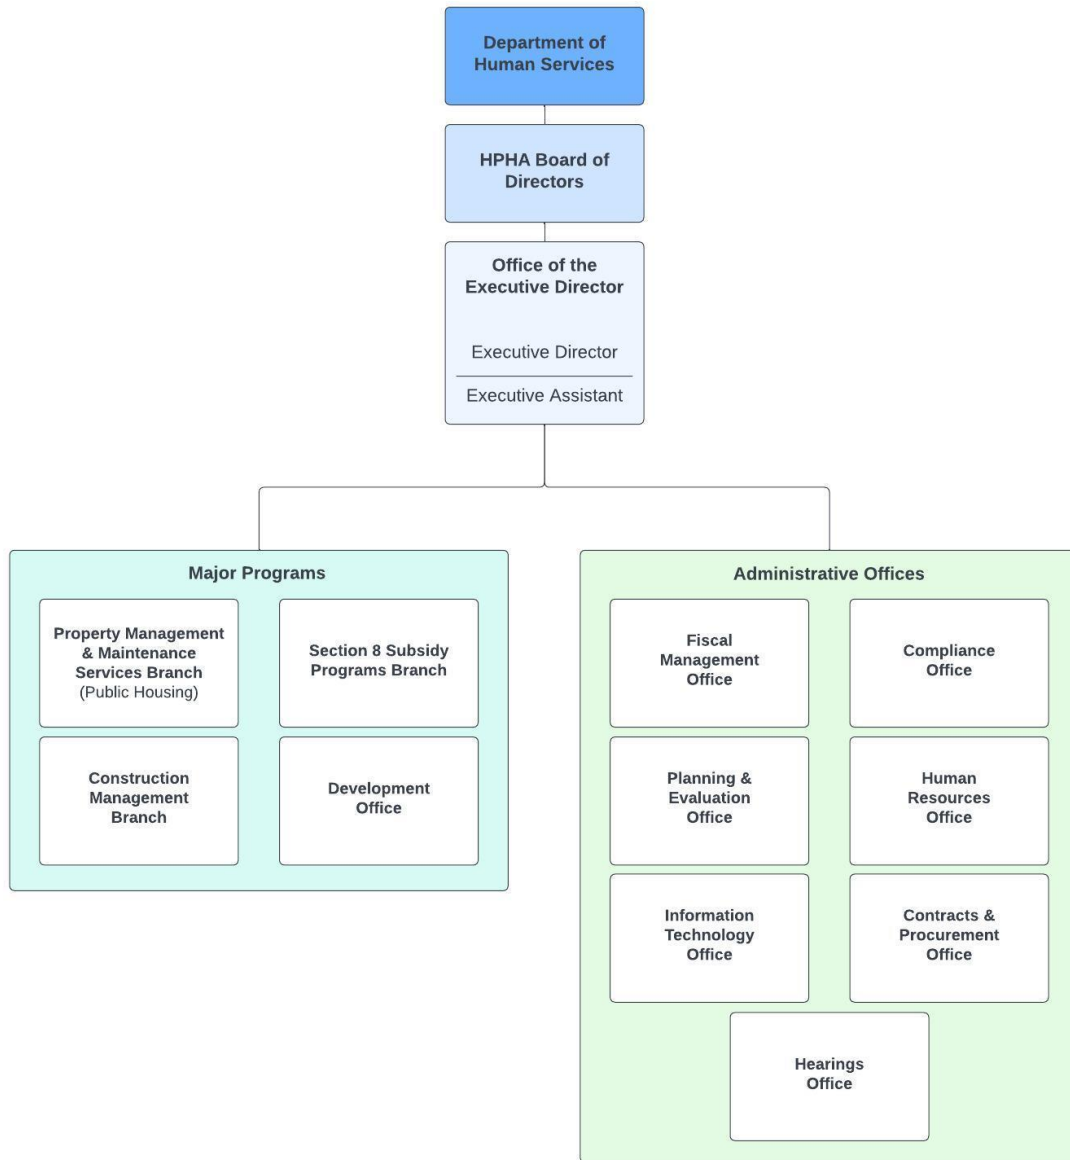 Department of
Human Services
HPHA Board of
Directors
Office of the
Executive Director
Executive Director
Executive Assistant
Major Programs
Property Management
& Maintenance
Services Branch
(Public Housing)
Section 8 Subsidy
Programs Branch
Construction
Management
Branch
Development
Office
Administrative Offices
Fiscal
Management
Office
Compliance
Office
Planning &
Evaluation
Office
Human
Resources
Office
Information
Technology
Office
Contracts &
Procurement
Office
Hearings
Office